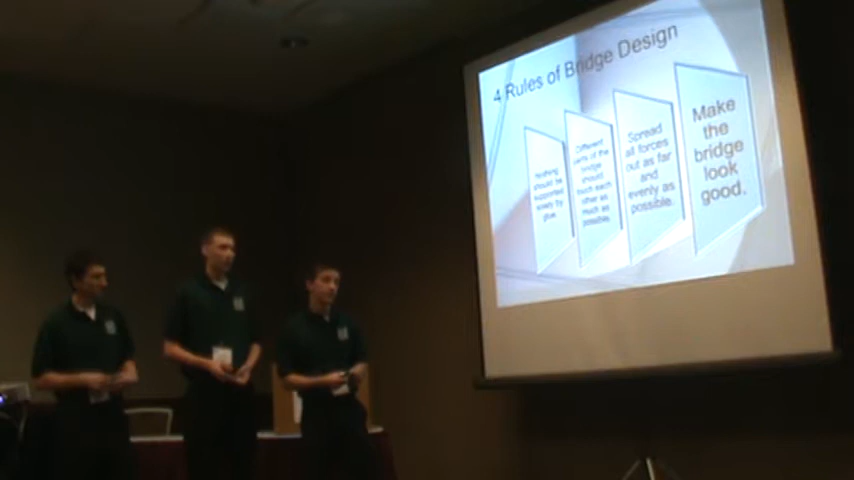 4 Rules of Bridge Design
Nothing
should be
supported
solely by
glue.
Different
parts of the
bridge
should
touch each
other as
much as
possible.
Spread
all forces
out as far
and
evenly as
possible.
Make
the
bridge
look
good.